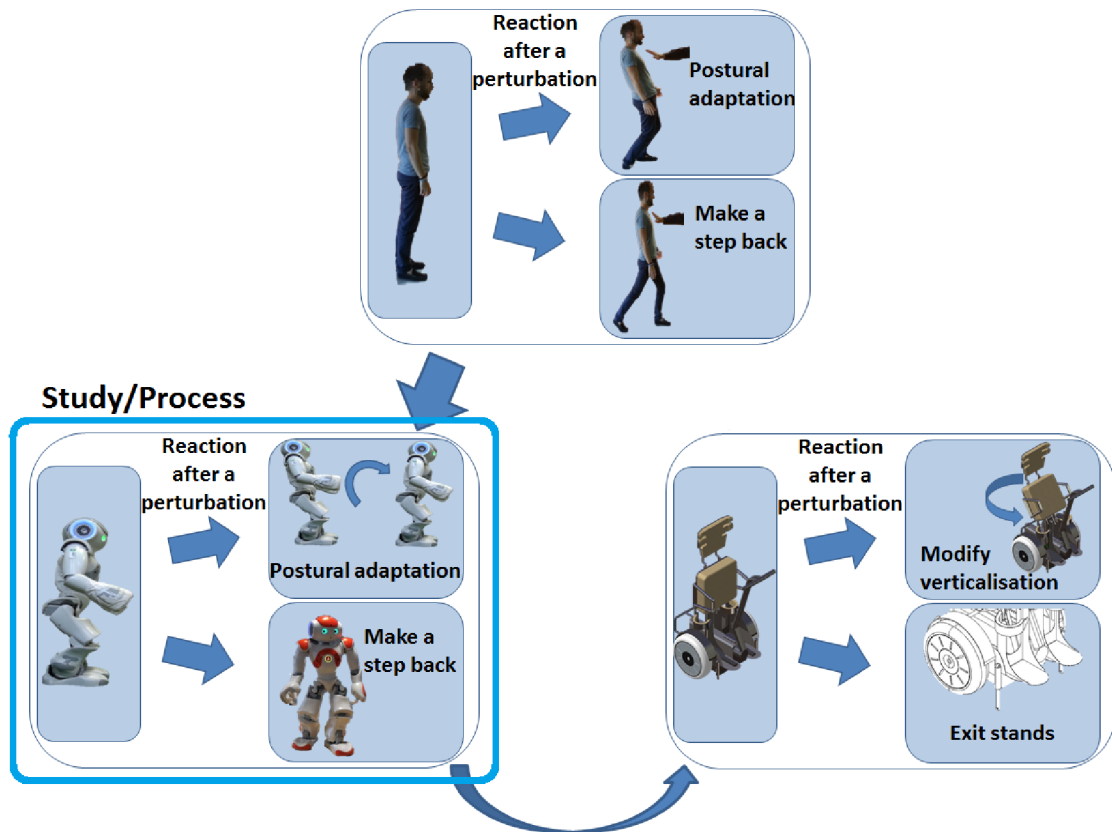 Reaction
after a
perturbation
Postural
adaptation
Make a
step back
Study/Process
Reaction
after a
perturbation
Postural adaptation
Make a
step back
Reaction
after a
perturbation
Modify
verticalisation
Exit stands